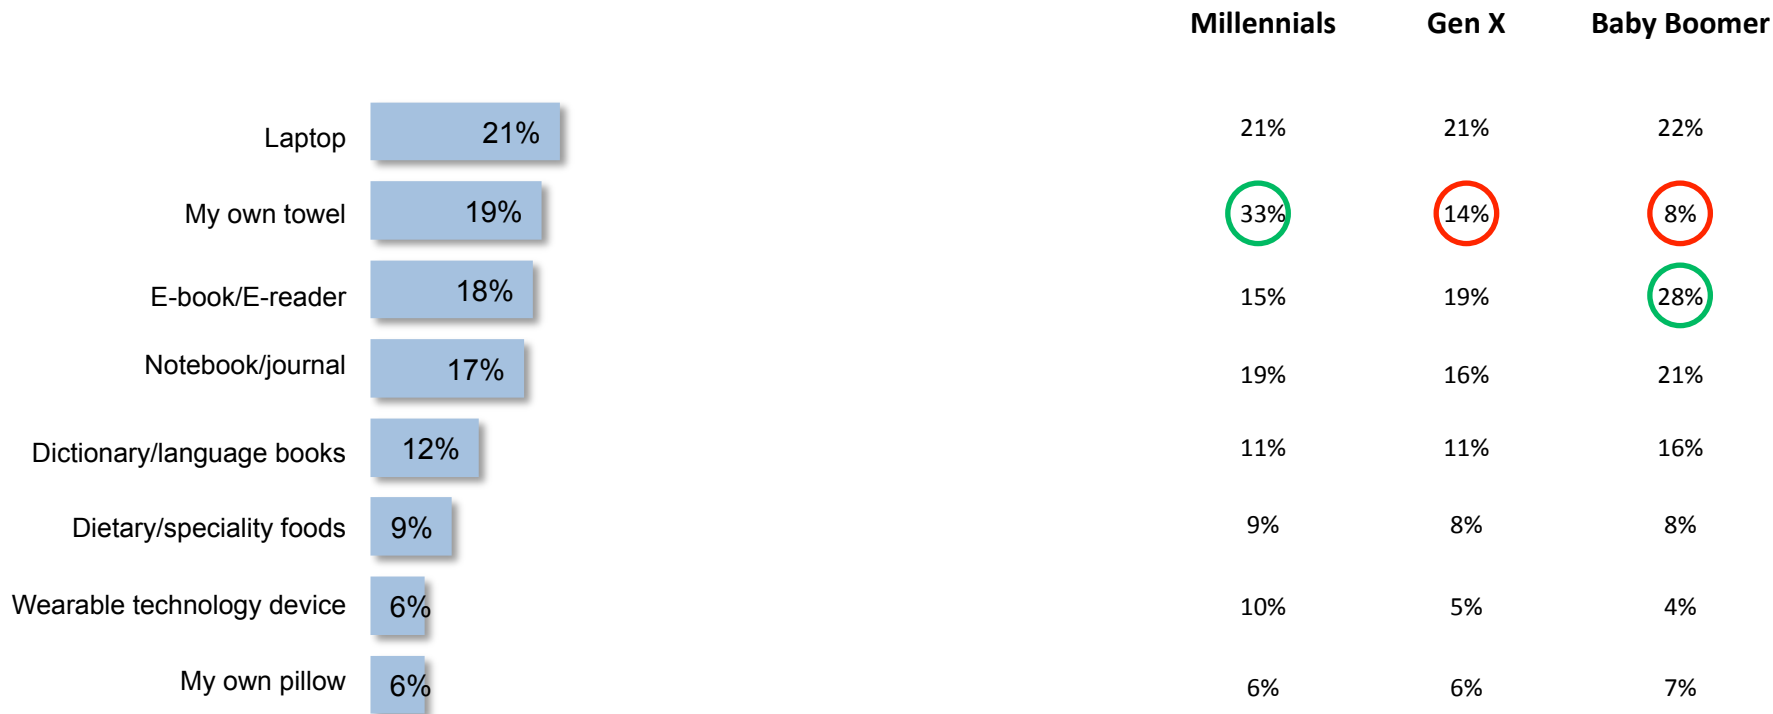 Millennials Gen X Baby Boomer
Laptop 21% 21% 21% 22%
My own towel 19% 33% 14% 8%
E-book/E-reader 18% 15% 19% 28%
Notebook/journal 17% 19% 16% 21%
Dictionary/language books 12% 11% 11% 16%
Dietary/speciality foods 9% 9% 8% 8%
Wearable technology device 6% 10% 5% 4%
My own pillow 6% 6% 6% 7%